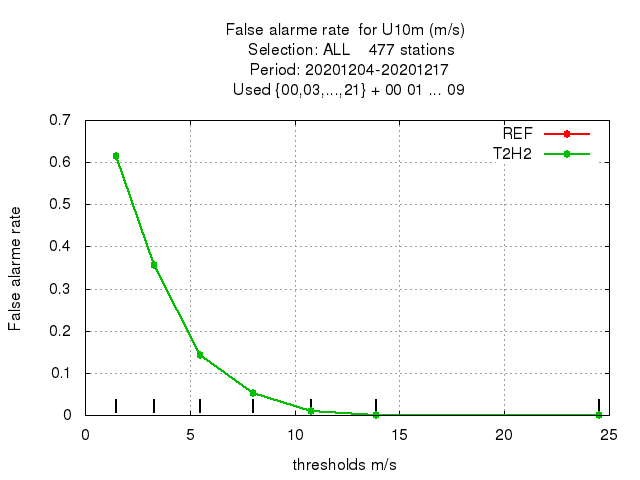 False alarme rate  for U10m (m/s)
Selection: ALL    477 stations
Period: 20201204-20201217
Used {00,03,...,21} + 00 01 ... 09
REF
T2H2
False alarme rate
0.7
0.6
0.5
0.4
0.3
0.2
0.1
0
0 5 10 15 20 25
thresholds m/s